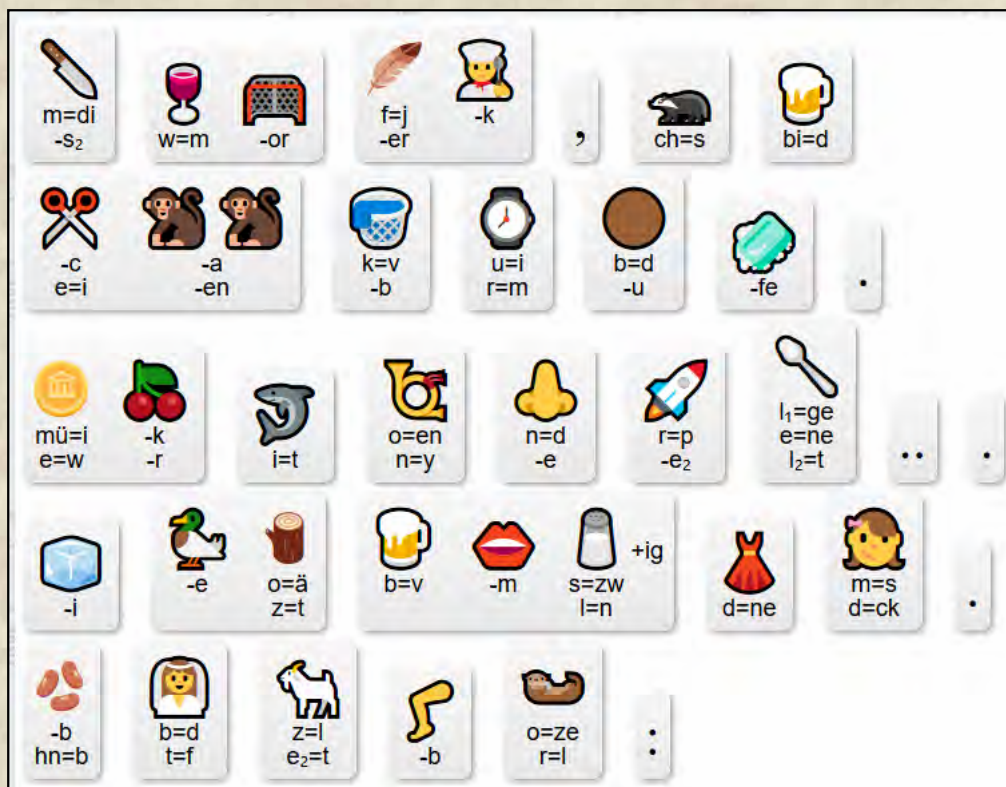 m=di w=m -or f=j -k , ch=s bi=d
-s₂ -er
-c -a k=v u=i b=d -fe .
e=i -en -b r=m -u
mü=i -k i=t o=en n=d r=p l₁=ge .. .
e=w -r n=y -e -e₂ e=ne
l₂=t
-i -e o=ä b=v -m s=zw +ig d=ne m=s .
z=t l=n d=ck
-b b=d z=l -b o=ze :
hn=b t=f e₂=t r=l